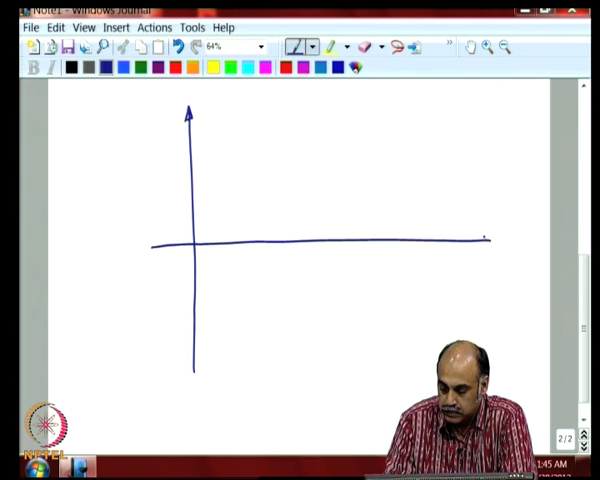 Note1 - Windows Journal
File Edit View Insert Actions Tools Help
64%
B I
2/2
NPTEL
1:45 AM